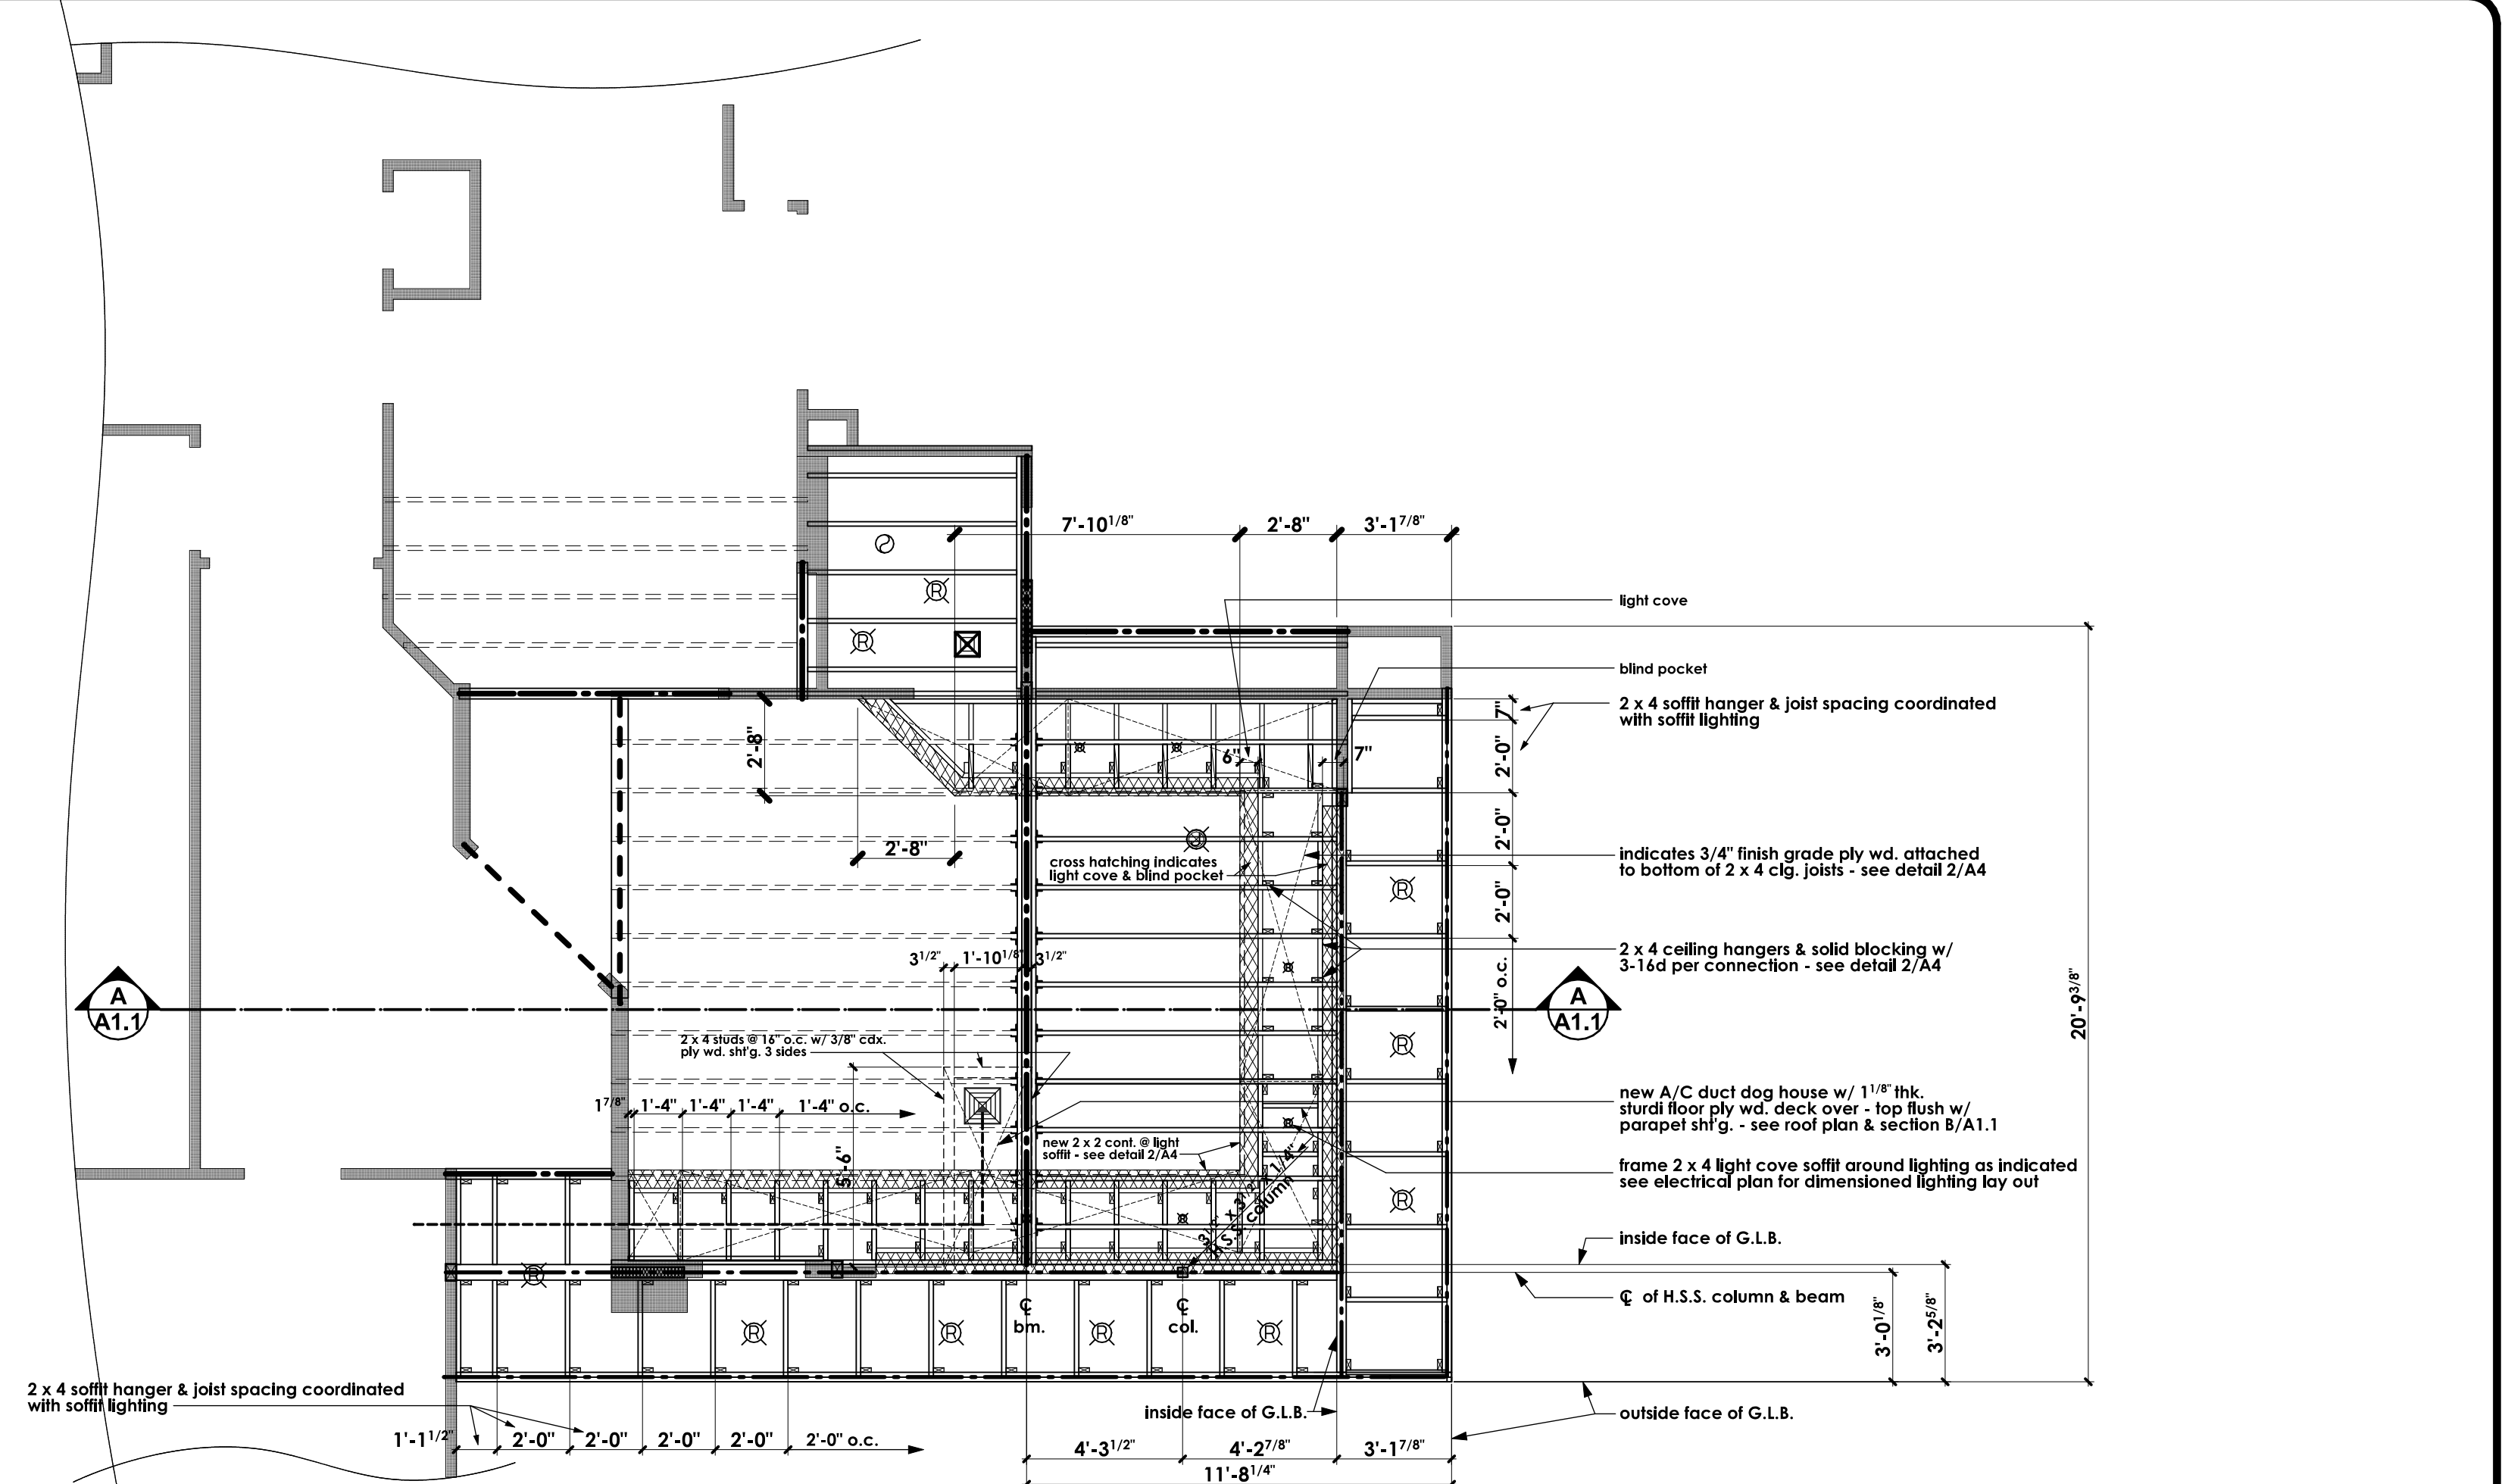 7'-10 1/8"
2'-8"
3'-1 7/8"
light cove
blind pocket
2 x 4 soffit hanger & joist spacing coordinated
with soffit lighting
R
R
7"
2'-0"
2'-0"
2'-0"
2'-0" o.c.
2'-8"
6"
7"
2'-8"
cross hatching indicates
light cove & blind pocket
indicates 3/4" finish grade ply wd. attached
to bottom of 2 x 4 clg. joists - see detail 2/A4
R
2 x 4 ceiling hangers & solid blocking w/
3-16d per connection - see detail 2/A4
3 1/2"
1'-10 1/8"
3 1/2"
A
A1.1
A
A1.1
20'-9 3/8"
R
2 x 4 studs @ 16" o.c. w/ 3/8" cdx.
ply wd. sht'g. 3 sides
new A/C duct dog house w/ 1 1/8" thk.
sturdi floor ply wd. deck over - top flush w/
parapet sht'g. - see roof plan & section B/A1.1
1 7/8"
1'-4"
1'-4"
1'-4"
1'-4" o.c.
5'-6"
new 2 x 2 cont. @ light
soffit - see detail 2/A4
3 1/2" x 3 1/2" x 1/4"
H.S.S. column
frame 2 x 4 light cove soffit around lighting as indicated
see electrical plan for dimensioned lighting lay out
R
inside face of G.L.B.
R
℄ of H.S.S. column & beam
3'-0 1/8"
3'-2 5/8"
℄
bm.
℄
col.
R
R
R
R
2 x 4 soffit hanger & joist spacing coordinated
with soffit lighting
inside face of G.L.B.
outside face of G.L.B.
1'-1 1/2"
2'-0"
2'-0"
2'-0"
2'-0"
2'-0" o.c.
4'-3 1/2"
4'-2 7/8"
3'-1 7/8"
11'-8 1/4"